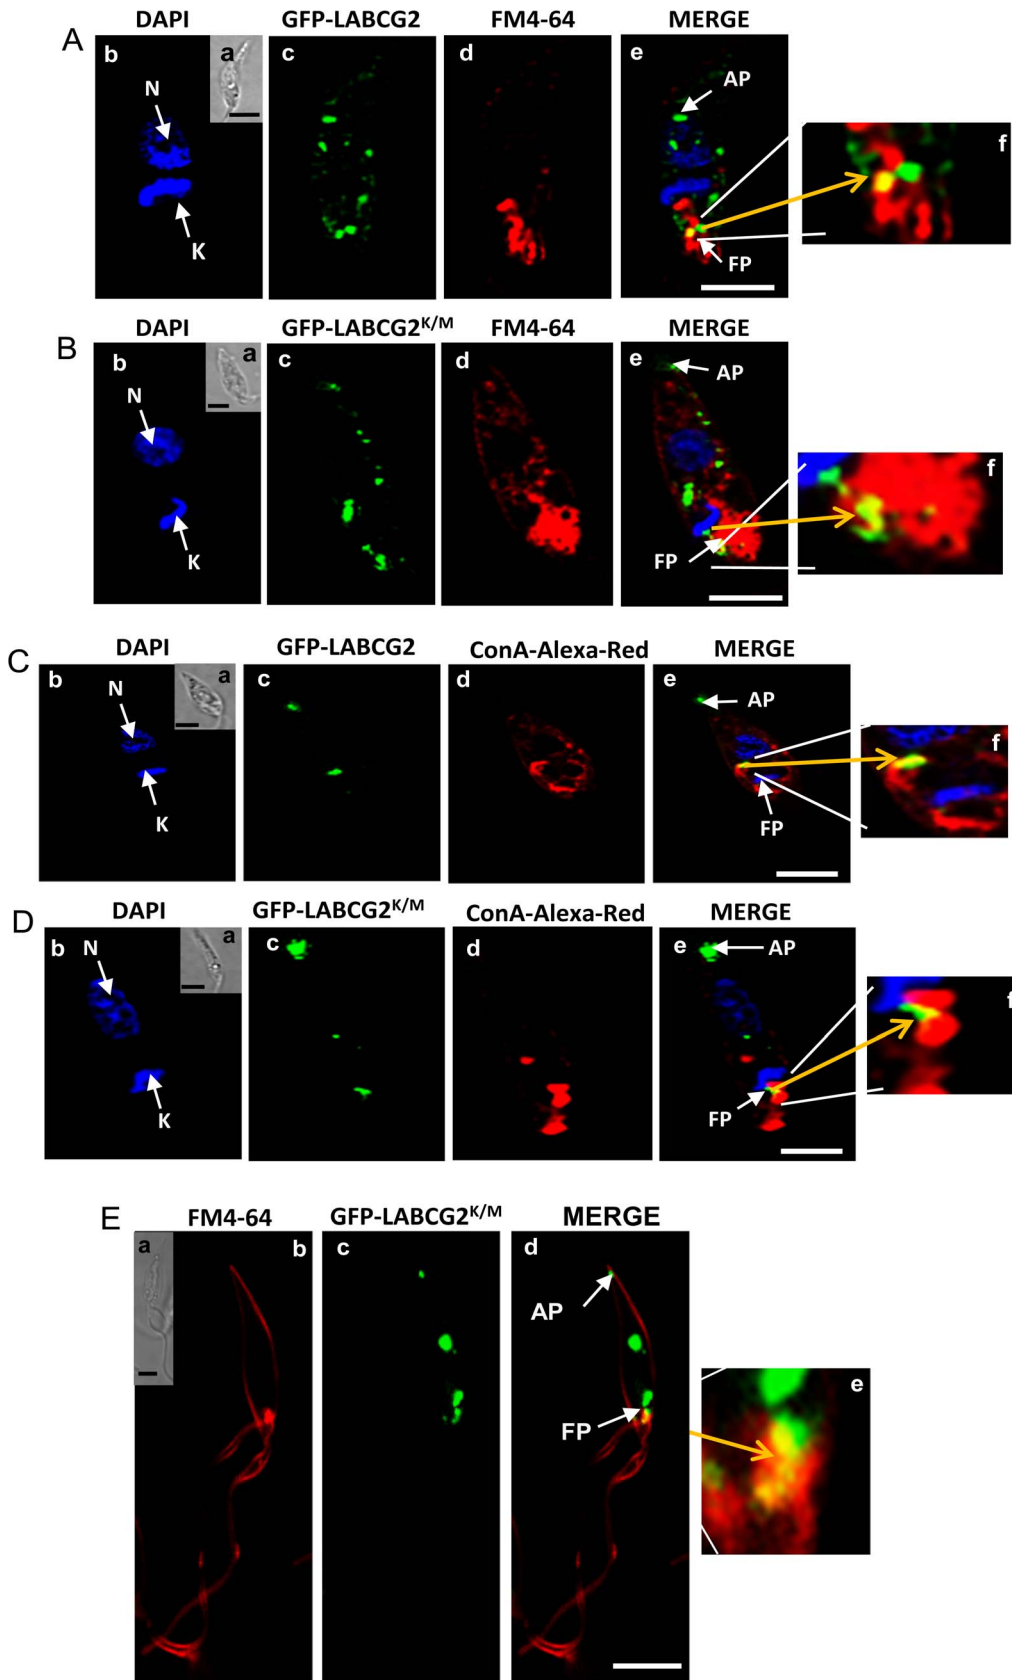 A
DAPI GFP-LABCG2 FM4-64 MERGE
b a c d e f
N
K
AP
FP
B
DAPI GFP-LABCG2K/M FM4-64 MERGE
b a c d e f
N
K
AP
FP
C
DAPI GFP-LABCG2 ConA-Alexa-Red MERGE
b a c d e f
N
K
AP
FP
D
DAPI GFP-LABCG2K/M ConA-Alexa-Red MERGE
b a c d e f
N
K
AP
FP
E
FM4-64 GFP-LABCG2K/M MERGE
a b c d e
AP
FP